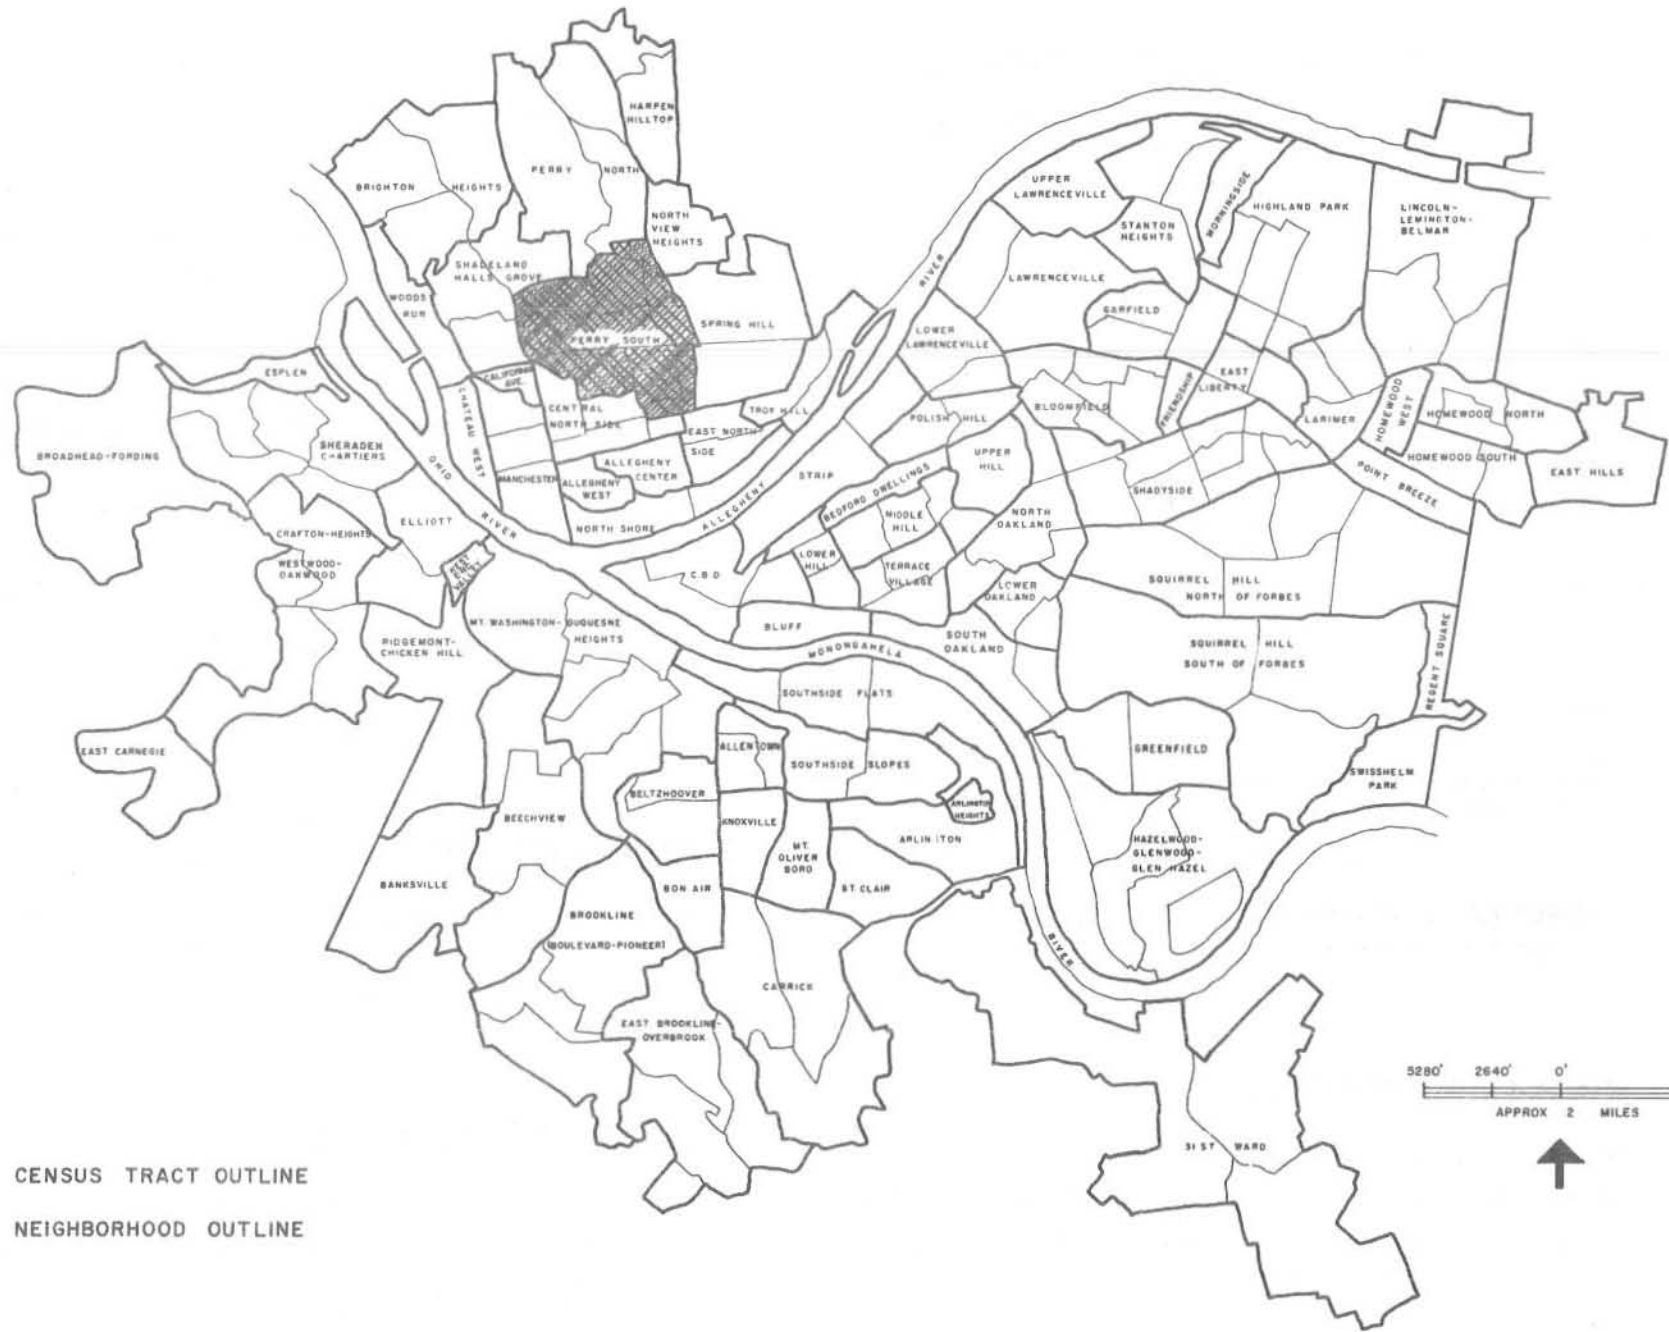 HARPEN
HILLTOP
PERRY NORTH
BRIGHTON HEIGHTS
NORTH
VIEW
HEIGHTS
SHADELAND
HALLS GROVE
WOODS
RUN
PERRY SOUTH
SPRING HILL
UPPER
LAWRENCEVILLE
STANTON
HEIGHTS
MORNINGSIDE
HIGHLAND PARK
LINCOLN-
LEMINGTON-
BELMAR
RIVER
LAWRENCEVILLE
GARFIELD
LOWER
LAWRENCEVILLE
ESPLEN
CALIFORNIA
AVE.
CHATEAU WEST
CENTRAL
NORTH SIDE
TROY HILL
EAST NORTH
SIDE
POLISH HILL
BLOOMFIELD
FRIENDSHIP
EAST
LIBERTY
LARIMER
HOMEWOOD
WEST
HOMEWOOD NORTH
HOMEWOOD SOUTH
EAST HILLS
POINT BREEZE
BROADHEAD-FORDING
SHERADEN
CHARTIERS
OHIO
RIVER
MANCHESTER
ALLEGHENY
WEST
ALLEGHENY
CENTER
NORTH SHORE
ALLEGHENY
STRIP
BEDFORD DWELLINGS
UPPER
HILL
MIDDLE
HILL
NORTH
OAKLAND
SHADYSIDE
CRAFTON-HEIGHTS
ELLIOTT
WESTWOOD-
OAKWOOD
WEST
END
VALLEY
C.B.D
LOWER
HILL
TERRACE
VILLAGE
LOWER
OAKLAND
SQUIRREL HILL
NORTH OF FORBES
RIDGEMONT-
CHICKEN HILL
MT. WASHINGTON- DUQUESNE
HEIGHTS
BLUFF
MONONGAHELA
SOUTH
OAKLAND
SQUIRREL HILL
SOUTH OF FORBES
REGENT SQUARE
SOUTHSIDE FLATS
EAST CARNEGIE
ALLENTOWN
SOUTHSIDE SLOPES
GREENFIELD
SWISSHELM
PARK
BELTZHOOVER
ARLINGTON
HEIGHTS
BEECHVIEW
KNOXVILLE
MT.
OLIVER
BORO
ARLINGTON
HAZELWOOD-
GLENWOOD-
GLEN HAZEL
BANKSVILLE
BON AIR
ST CLAIR
BROOKLINE
(BOULEVARD-PIONEER)
RIVER
CARRICK
EAST BROOKLINE-
OVERBROOK
31 ST WARD
5280' 2640' 0'
APPROX 2 MILES
CENSUS TRACT OUTLINE
NEIGHBORHOOD OUTLINE